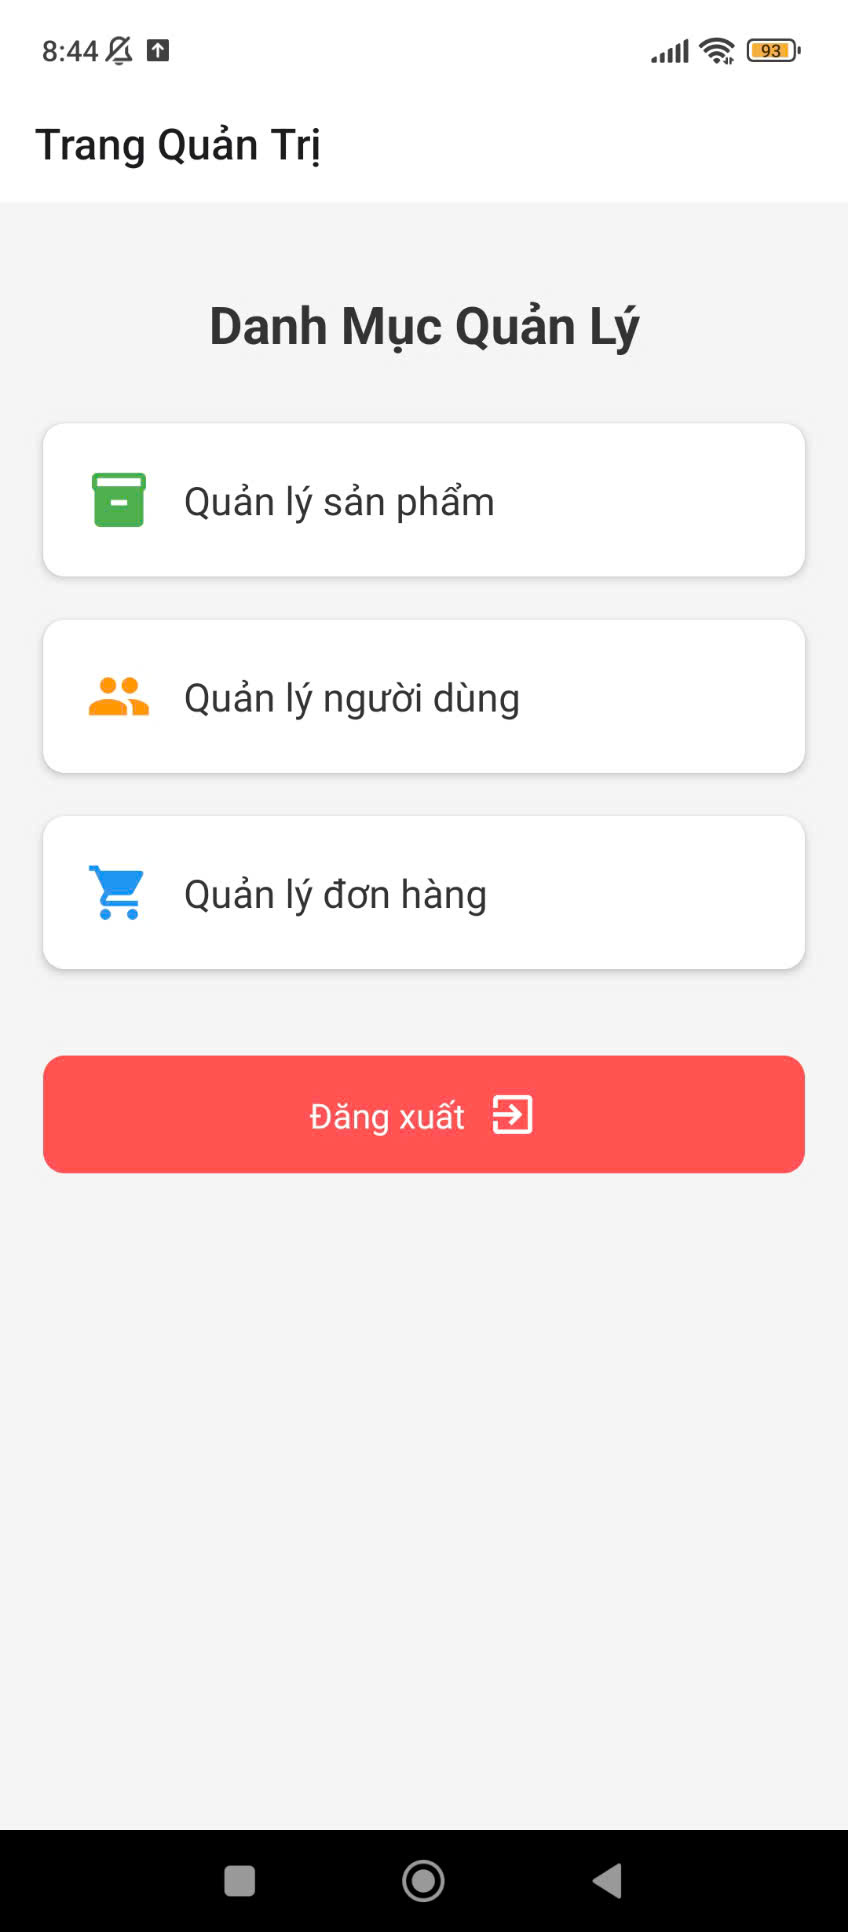 8:44
93
Trang Quản Trị
Danh Mục Quản Lý
Quản lý sản phẩm
Quản lý người dùng
Quản lý đơn hàng
Đăng xuất